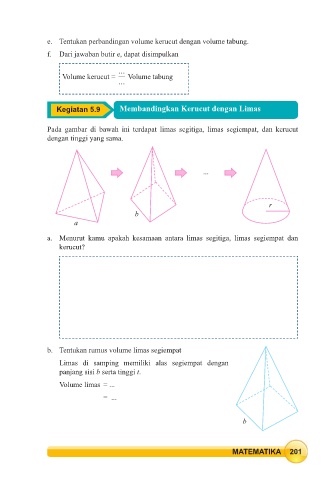 e. Tentukan perbandingan volume kerucut dengan volume tabung.
f. Dari jawaban butir e, dapat disimpulkan
Volume kerucut = ... / ... Volume tabung
Kegiatan 5.9 Membandingkan Kerucut dengan Limas
Pada gambar di bawah ini terdapat limas segitiga, limas segiempat, dan kerucut
dengan tinggi yang sama.
...
r
b
a
a. Menurut kamu apakah kesamaan antara limas segitiga, limas segiempat dan
kerucut?
b. Tentukan rumus volume limas segiempat
Limas di samping memiliki alas segiempat dengan
panjang sisi b serta tinggi t.
Volume limas = ...
= ...
b
MATEMATIKA 201